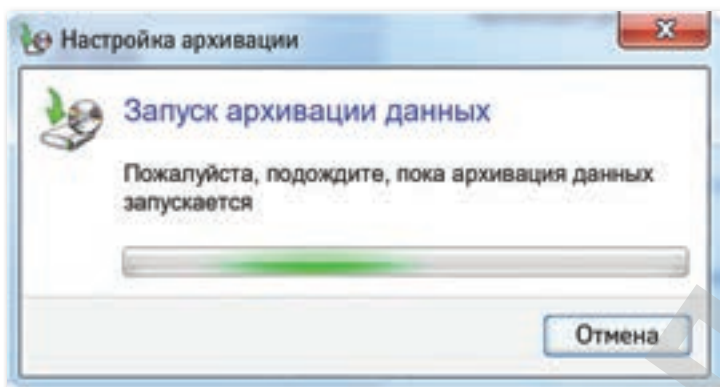 Настройка архивации
Запуск архивации данных
Пожалуйста, подождите, пока архивация данных
запускается
Отмена